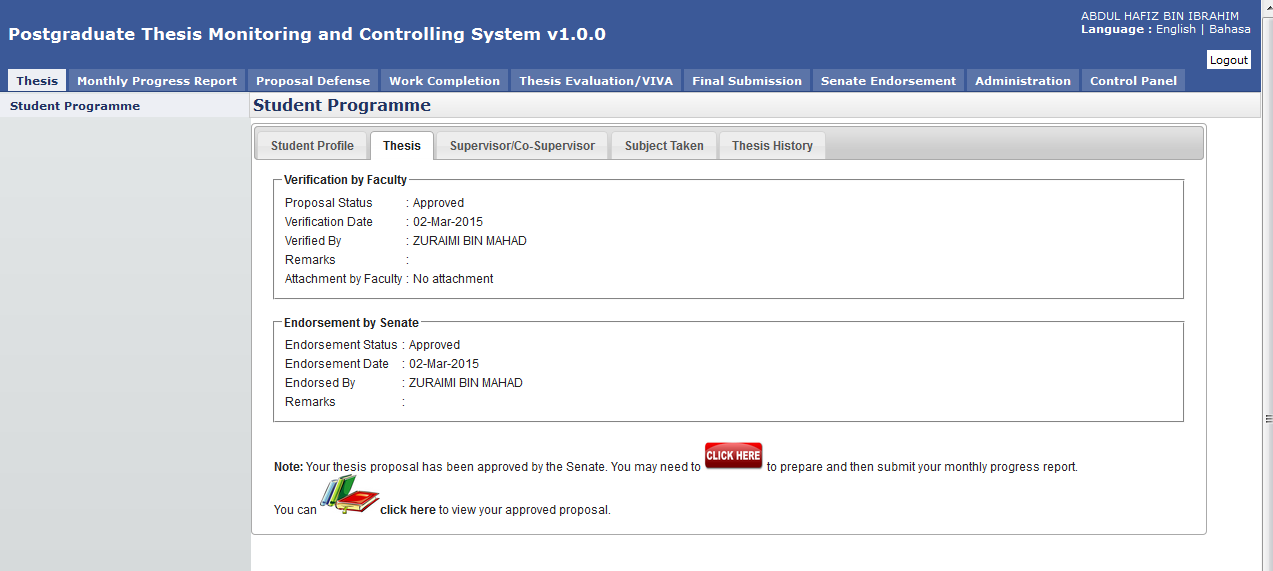 ABDUL HAFIZ BIN IBRAHIM
Postgraduate Thesis Monitoring and Controlling System v1.0.0
Language : English | Bahasa
Logout
Thesis Monthly Progress Report Proposal Defense Work Completion Thesis Evaluation/VIVA Final Submission Senate Endorsement Administration Control Panel
Student Programme
Student Programme
Student Profile Thesis Supervisor/Co-Supervisor Subject Taken Thesis History
Verification by Faculty
Proposal Status : Approved
Verification Date : 02-Mar-2015
Verified By : ZURAIMI BIN MAHAD
Remarks :
Attachment by Faculty : No attachment
Endorsement by Senate
Endorsement Status : Approved
Endorsement Date : 02-Mar-2015
Endorsed By : ZURAIMI BIN MAHAD
Remarks :
Note: Your thesis proposal has been approved by the Senate. You may need to CLICK HERE to prepare and then submit your monthly progress report.
You can click here to view your approved proposal.